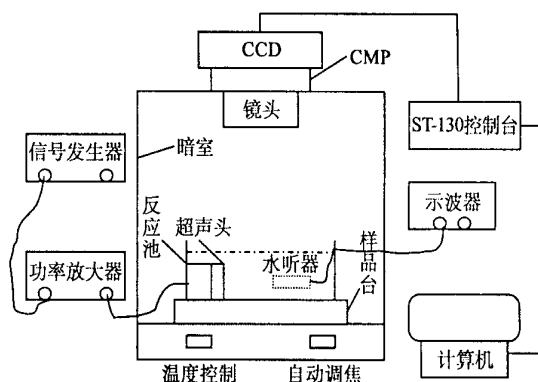 CCD
CMP
镜头
ST-130控制台
信号发生器
暗室
示波器
反应池
超声头
样品台
水听器
功率放大器
计算机
温度控制
自动调焦